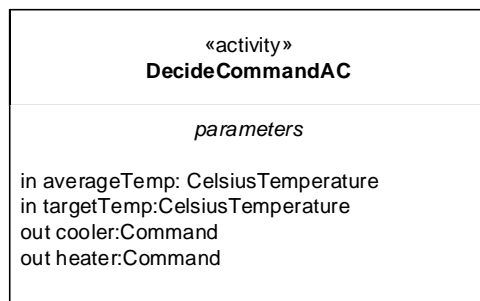 «activity»
DecideCommandAC
parameters
in averageTemp: CelsiusTemperature
in targetTemp:CelsiusTemperature
out cooler:Command
out heater:Command